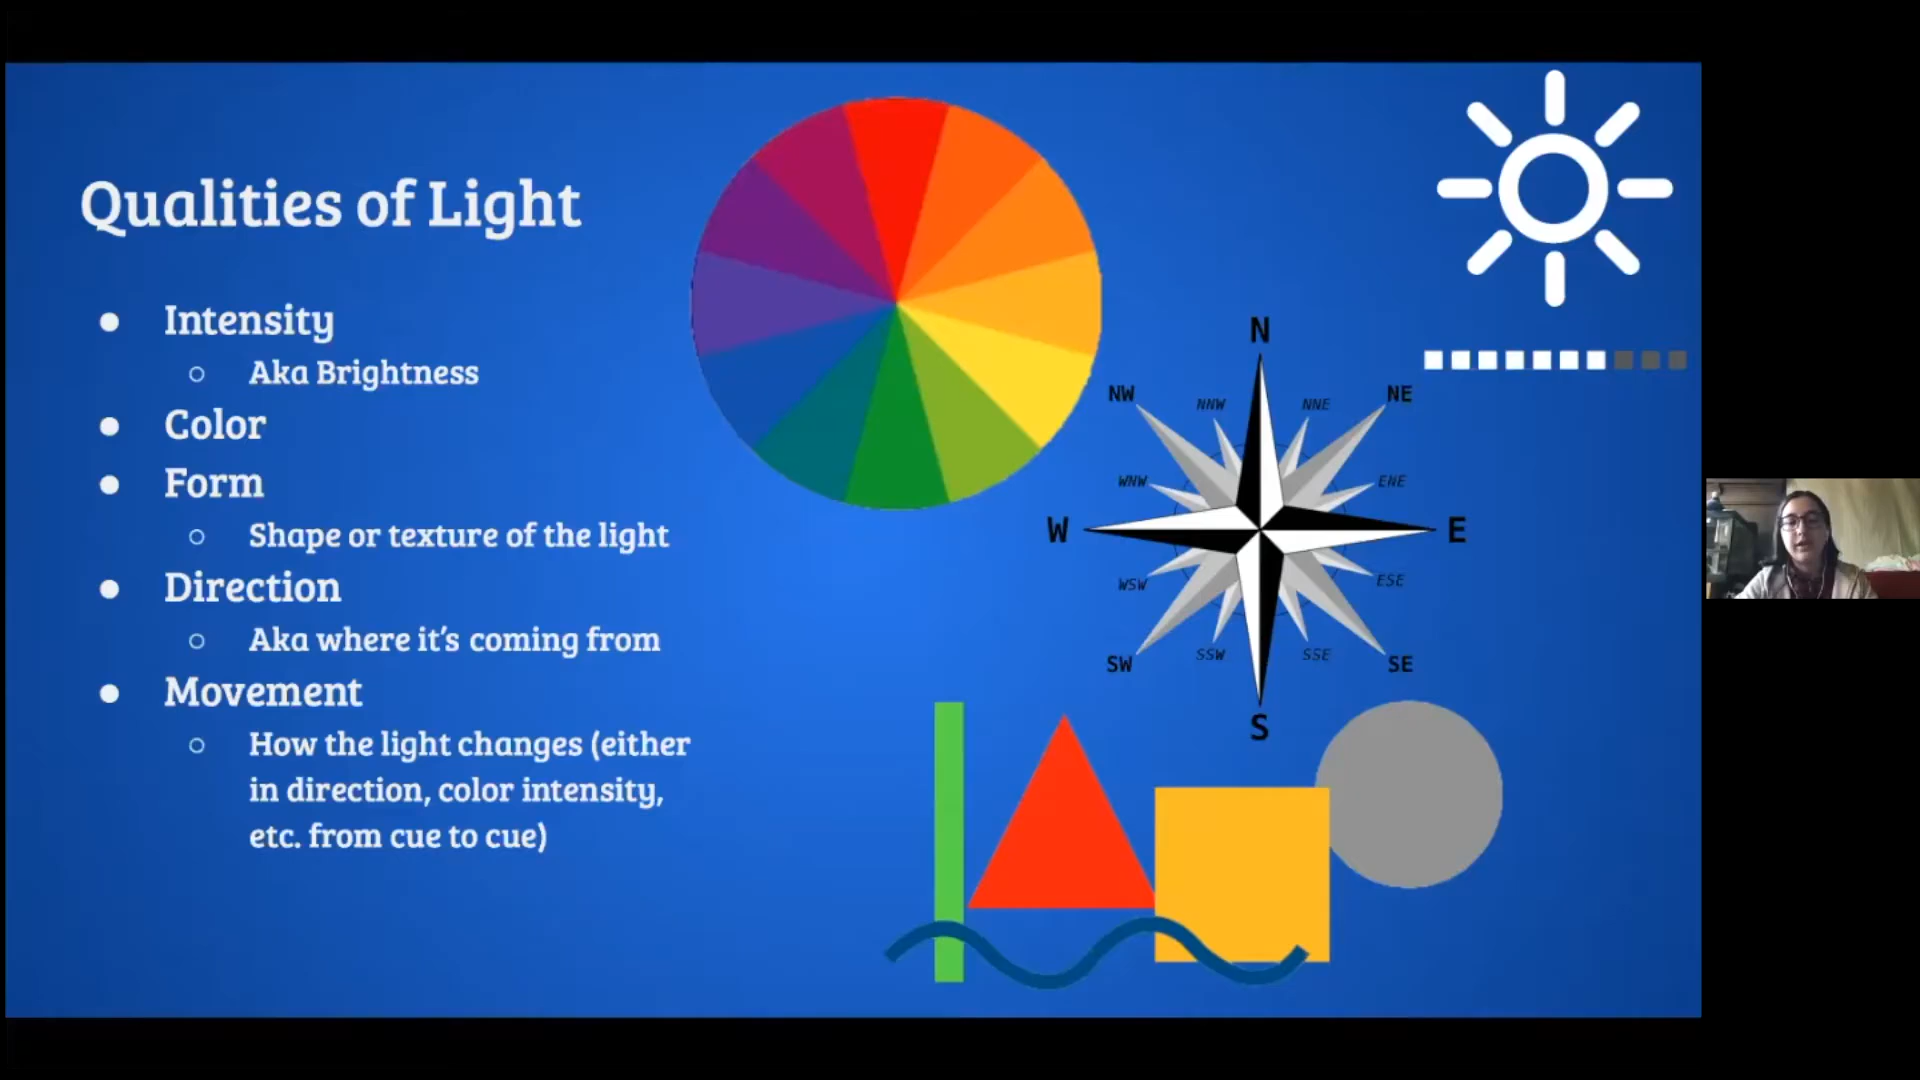 Qualities of Light
● Intensity
○ Aka Brightness
● Color
● Form
○ Shape or texture of the light
● Direction
○ Aka where it's coming from
● Movement
○ How the light changes (either
in direction, color intensity,
etc. from cue to cue)
N
NW
NNW
NNE
NE
WNW
ENE
W
E
WSW
ESE
SW
SSW
SSE
SE
S